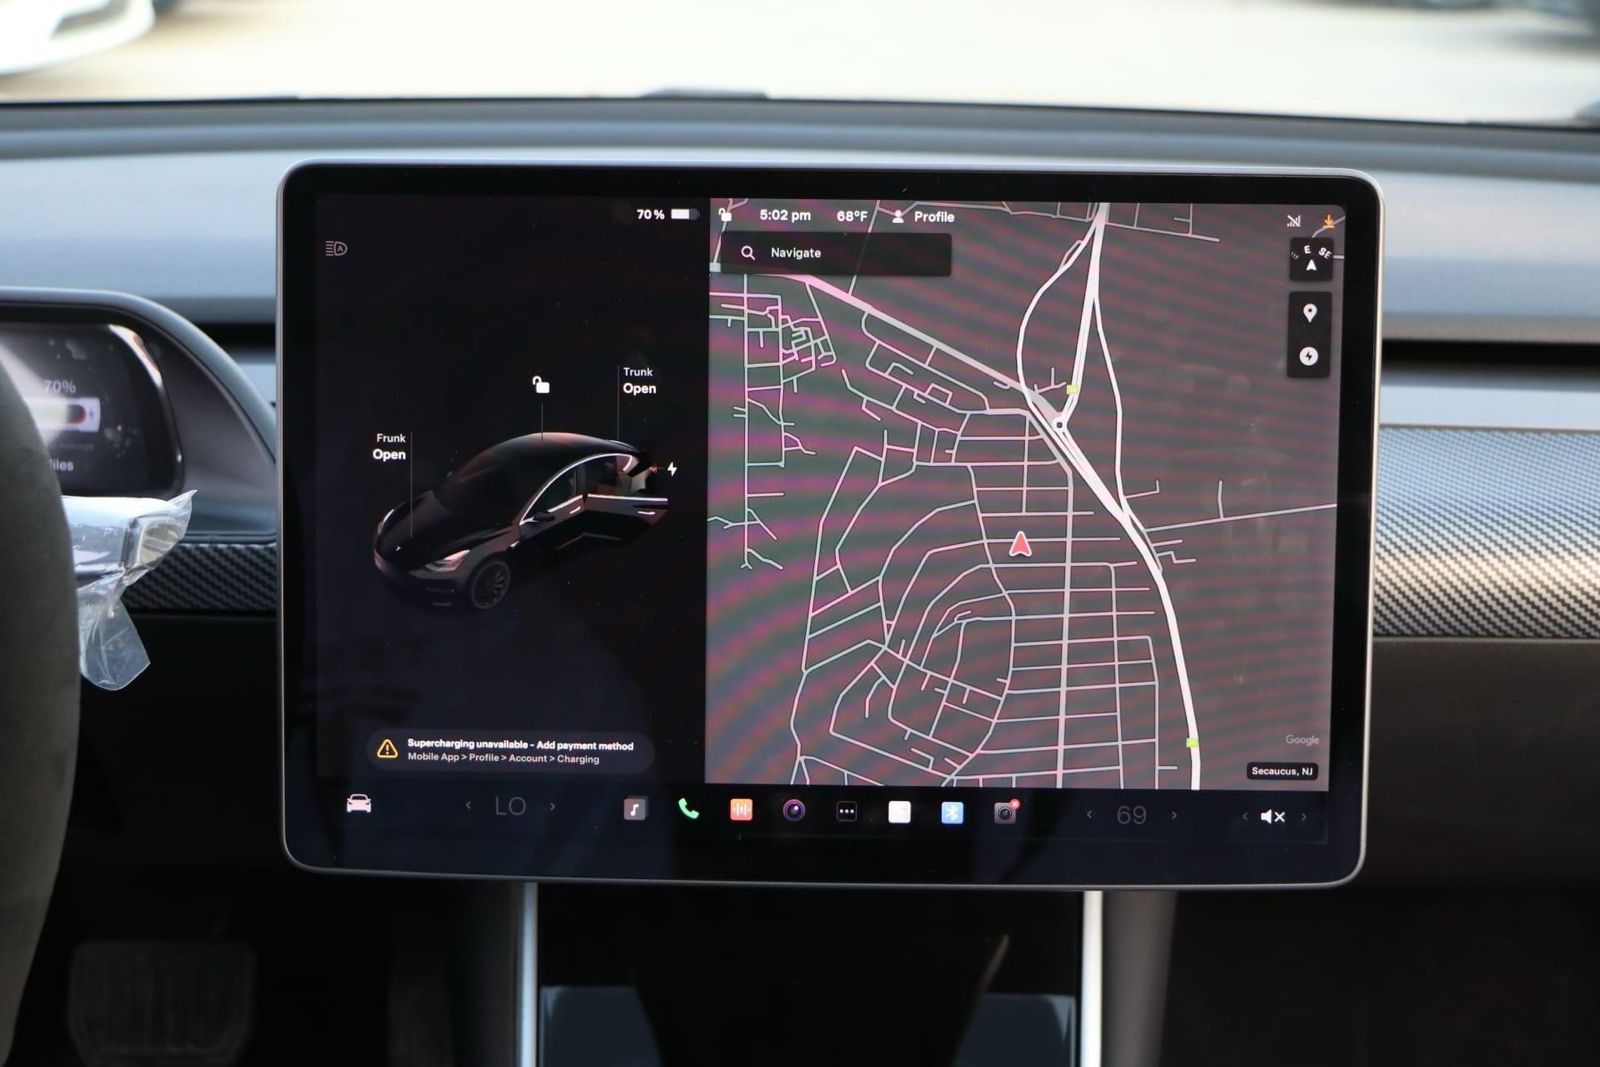 70 %
5:02 pm
68°F
Profile
Navigate
E SE
A
Trunk
Open
Frunk
Open
70%
Supercharging unavailable - Add payment method
Mobile App > Profile > Account > Charging
Google
Secaucus, NJ
< LO >
< 69 >
< >